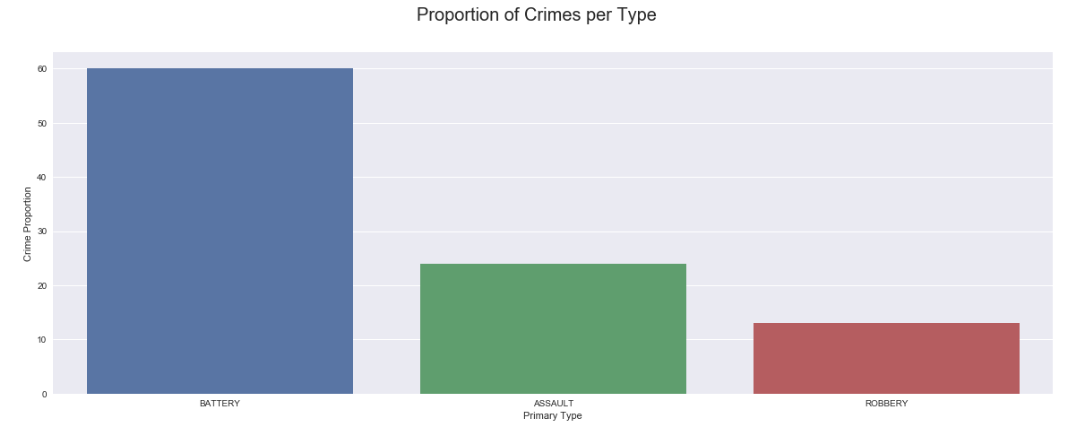 Proportion of Crimes per Type
60
50
40
30
20
10
0
Crime Proportion
BATTERY
ASSAULT
ROBBERY
Primary Type